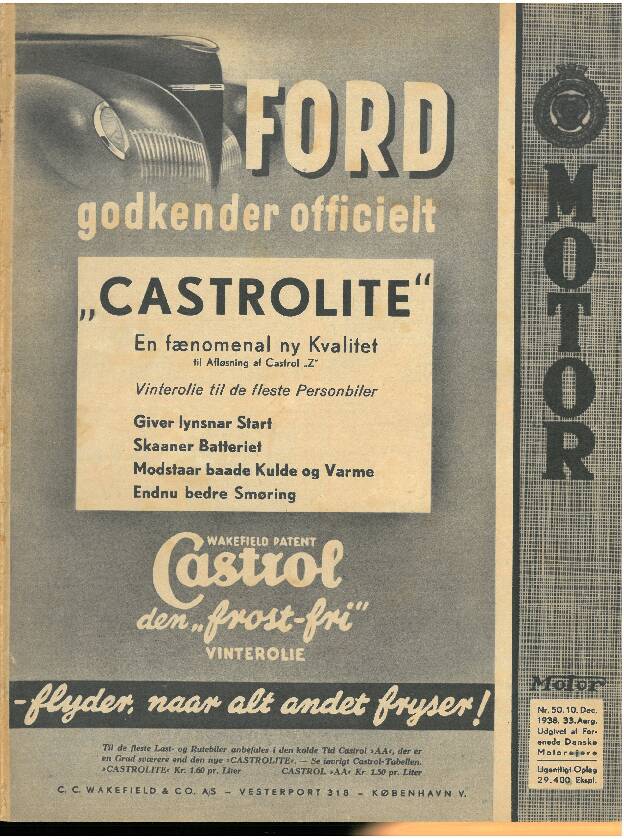 FORD
godkender officielt
„CASTROLITE“
En fænomenal ny Kvalitet
til Afløsning af Castrol „Z“
Vinterolie til de fleste Personbiler
Giver lynsnar Start
Skaaner Batteriet
Modstaar baade Kulde og Varme
Endnu bedre Smøring
WAKEFIELD PATENT
Castrol
den „frost-fri“
VINTEROLIE
- flyder, naar alt andet fryser!
Til de fleste Last- og Rutebiler anbefales i den kolde Tid Castrol »AA«, der er
en Grad sværere end den nye »CASTROLITE«. — Se iøvrigt Castrol-Tabellen.
»CASTROLITE« Kr. 1.60 pr. Liter CASTROL »AA« Kr. 1.50 pr. Liter
C. C. WAKEFIELD & CO. A/S – VESTERPORT 318 – KØBENHAVN V.
MOTOR
Motor
Nr. 50. 10. Dec.
1938. 33. Aarg.
Udgivet af For-
enede Danske
Motorejere
Ugentligt Oplag
29.400 Ekspl.